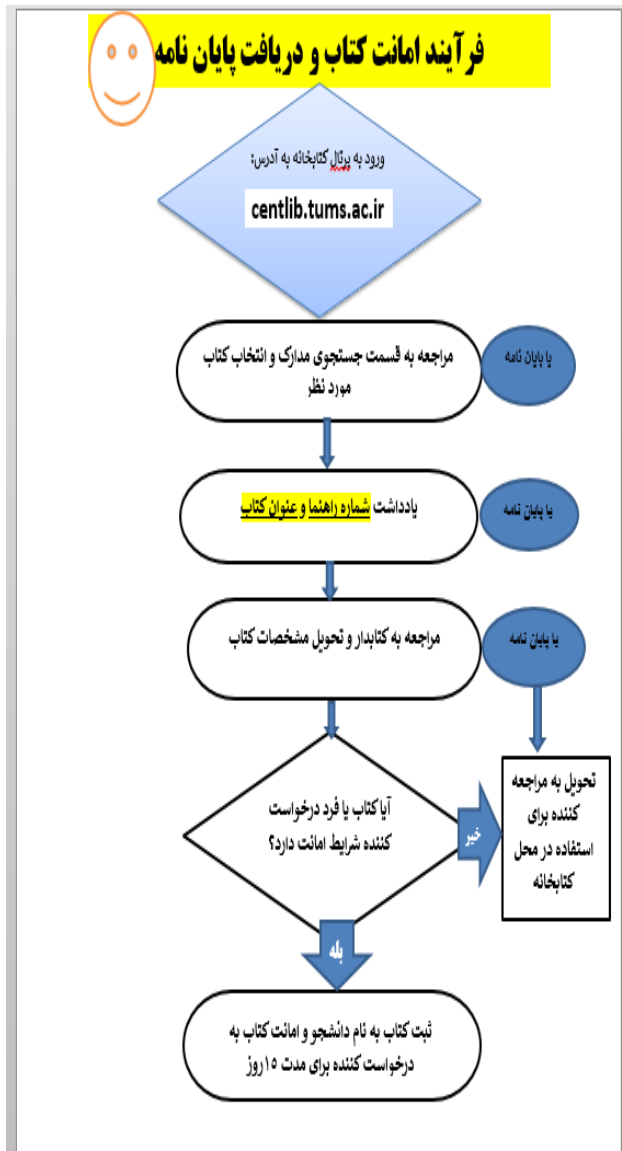 فرآیند امانت کتاب و دریافت پایان نامه
ورود به پرتال کتابخانه به آدرس:
centlib.tums.ac.ir
مراجعه به قسمت جستجوی مدارک و انتخاب کتاب
مورد نظر
یا پایان نامه
یادداشت شماره راهنما و عنوان کتاب
یا پایان نامه
مراجعه به کتابدار و تحویل مشخصات کتاب
یا پایان نامه
آیا کتاب یا فرد درخواست
کننده شرایط امانت دارد؟
خیر
تحویل به مراجعه
کننده برای
استفاده در محل
کتابخانه
بله
ثبت کتاب به نام دانشجو و امانت کتاب به
درخواست کننده برای مدت ۱۵روز